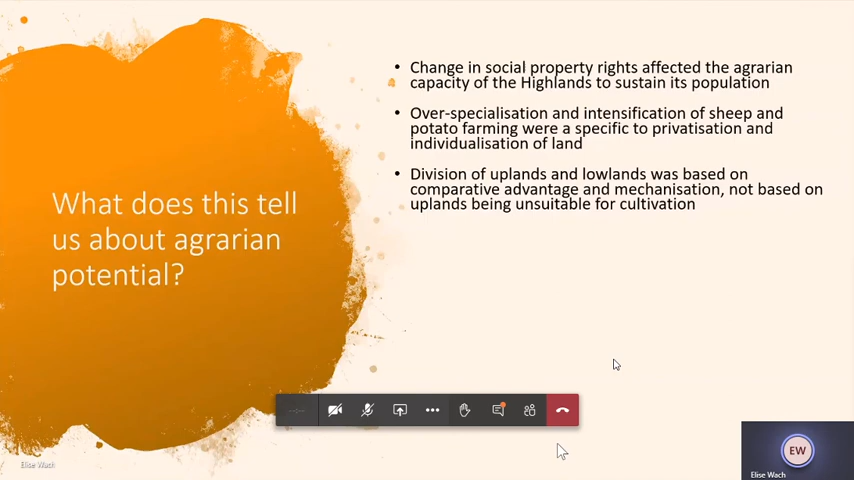 What does this tell
us about agrarian
potential?
• Change in social property rights affected the agrarian
capacity of the Highlands to sustain its population
• Over-specialisation and intensification of sheep and
potato farming were a specific to privatisation and
individualisation of land
• Division of uplands and lowlands was based on
comparative advantage and mechanisation, not based on
uplands being unsuitable for cultivation
Elise Wach
EW
Elise Wach